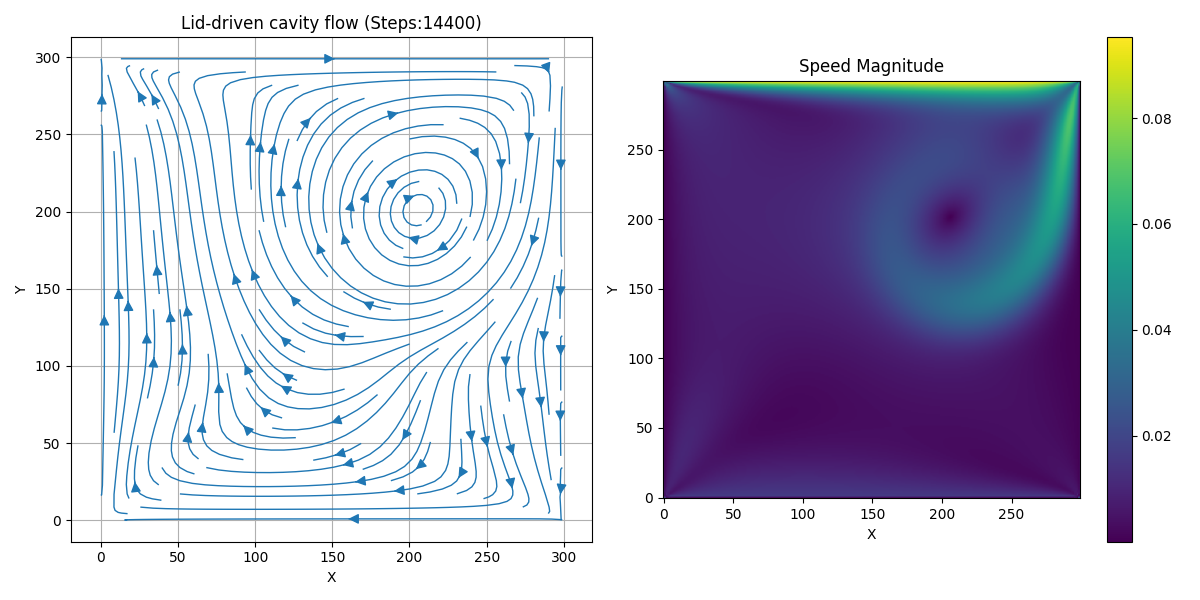 Lid-driven cavity flow (Steps:14400)
300
250
200
150
100
50
0
Y
0 50 100 150 200 250 300
X
Speed Magnitude
250
200
150
100
50
0
Y
0 50 100 150 200 250
X
0.08
0.06
0.04
0.02